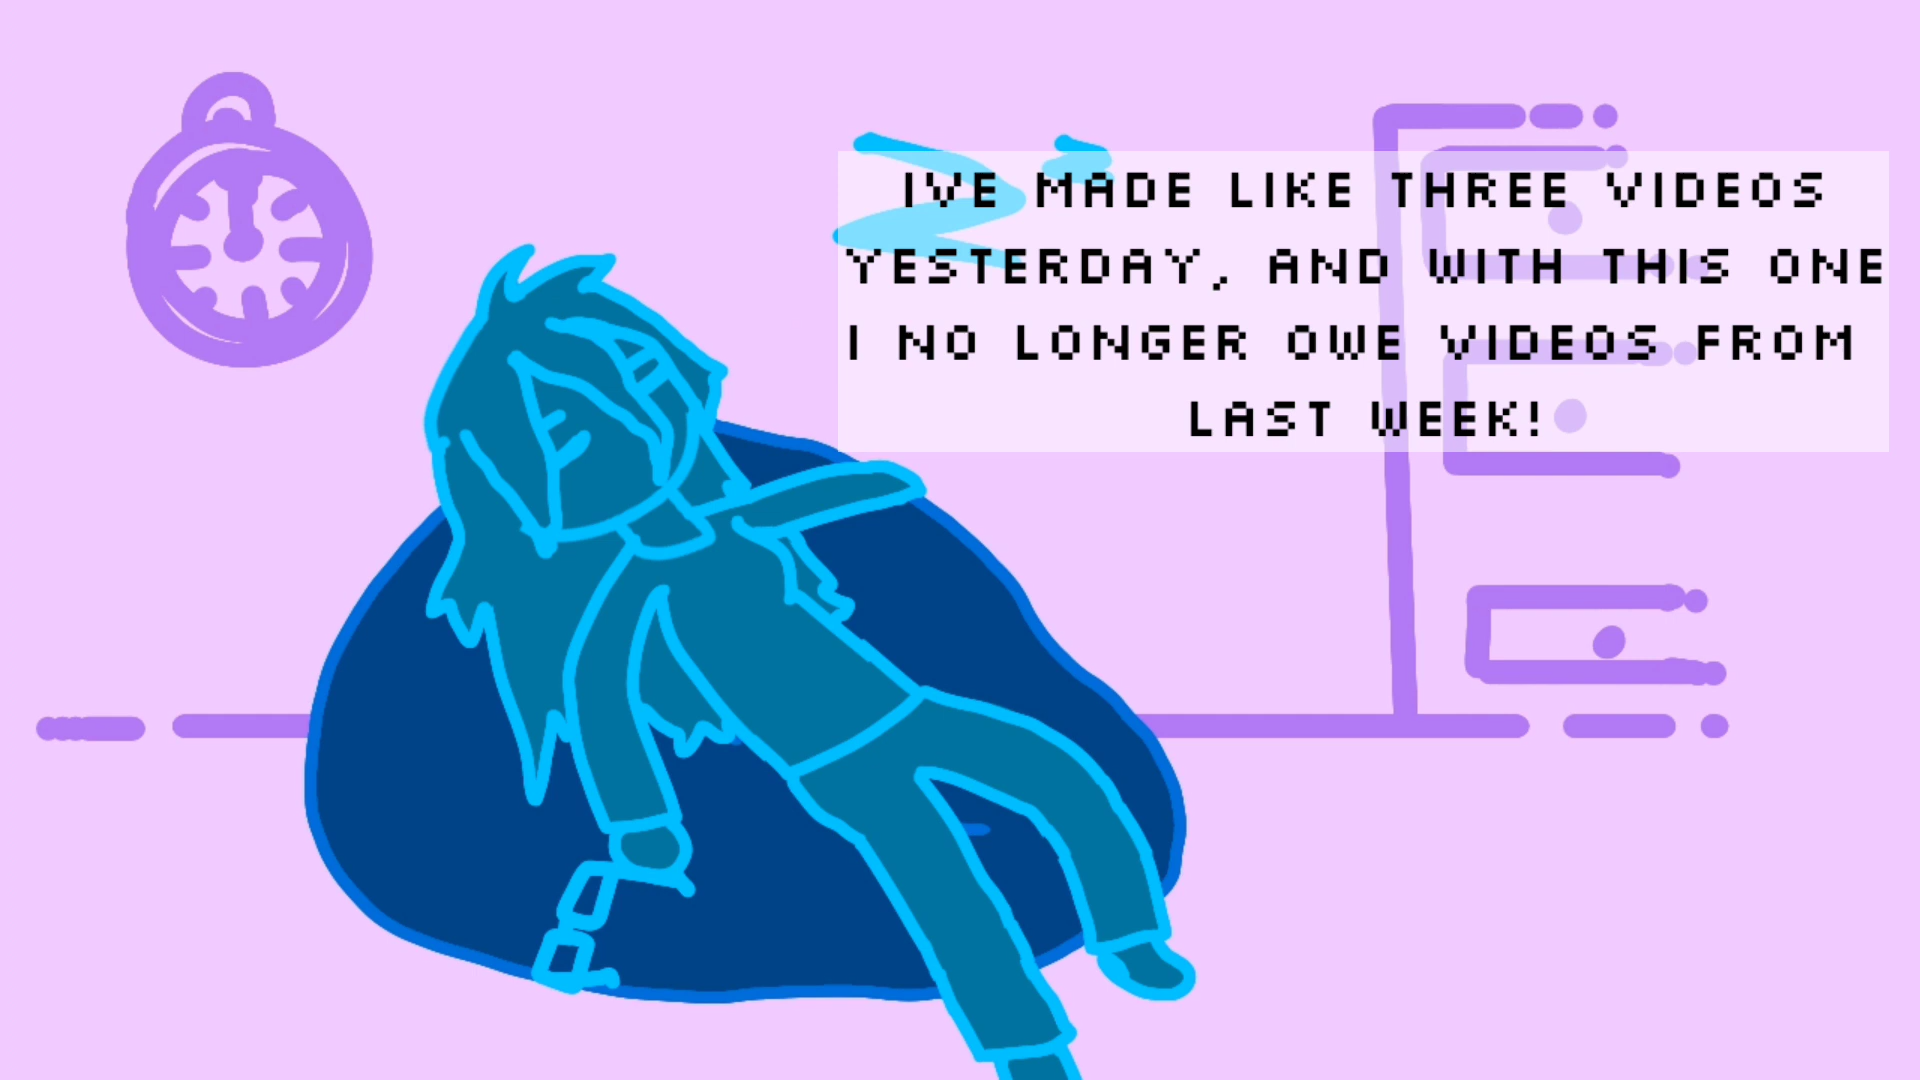 IVE MADE LIKE THREE VIDEOS
YESTERDAY, AND WITH THIS ONE
I NO LONGER OWE VIDEOS FROM
LAST WEEK!